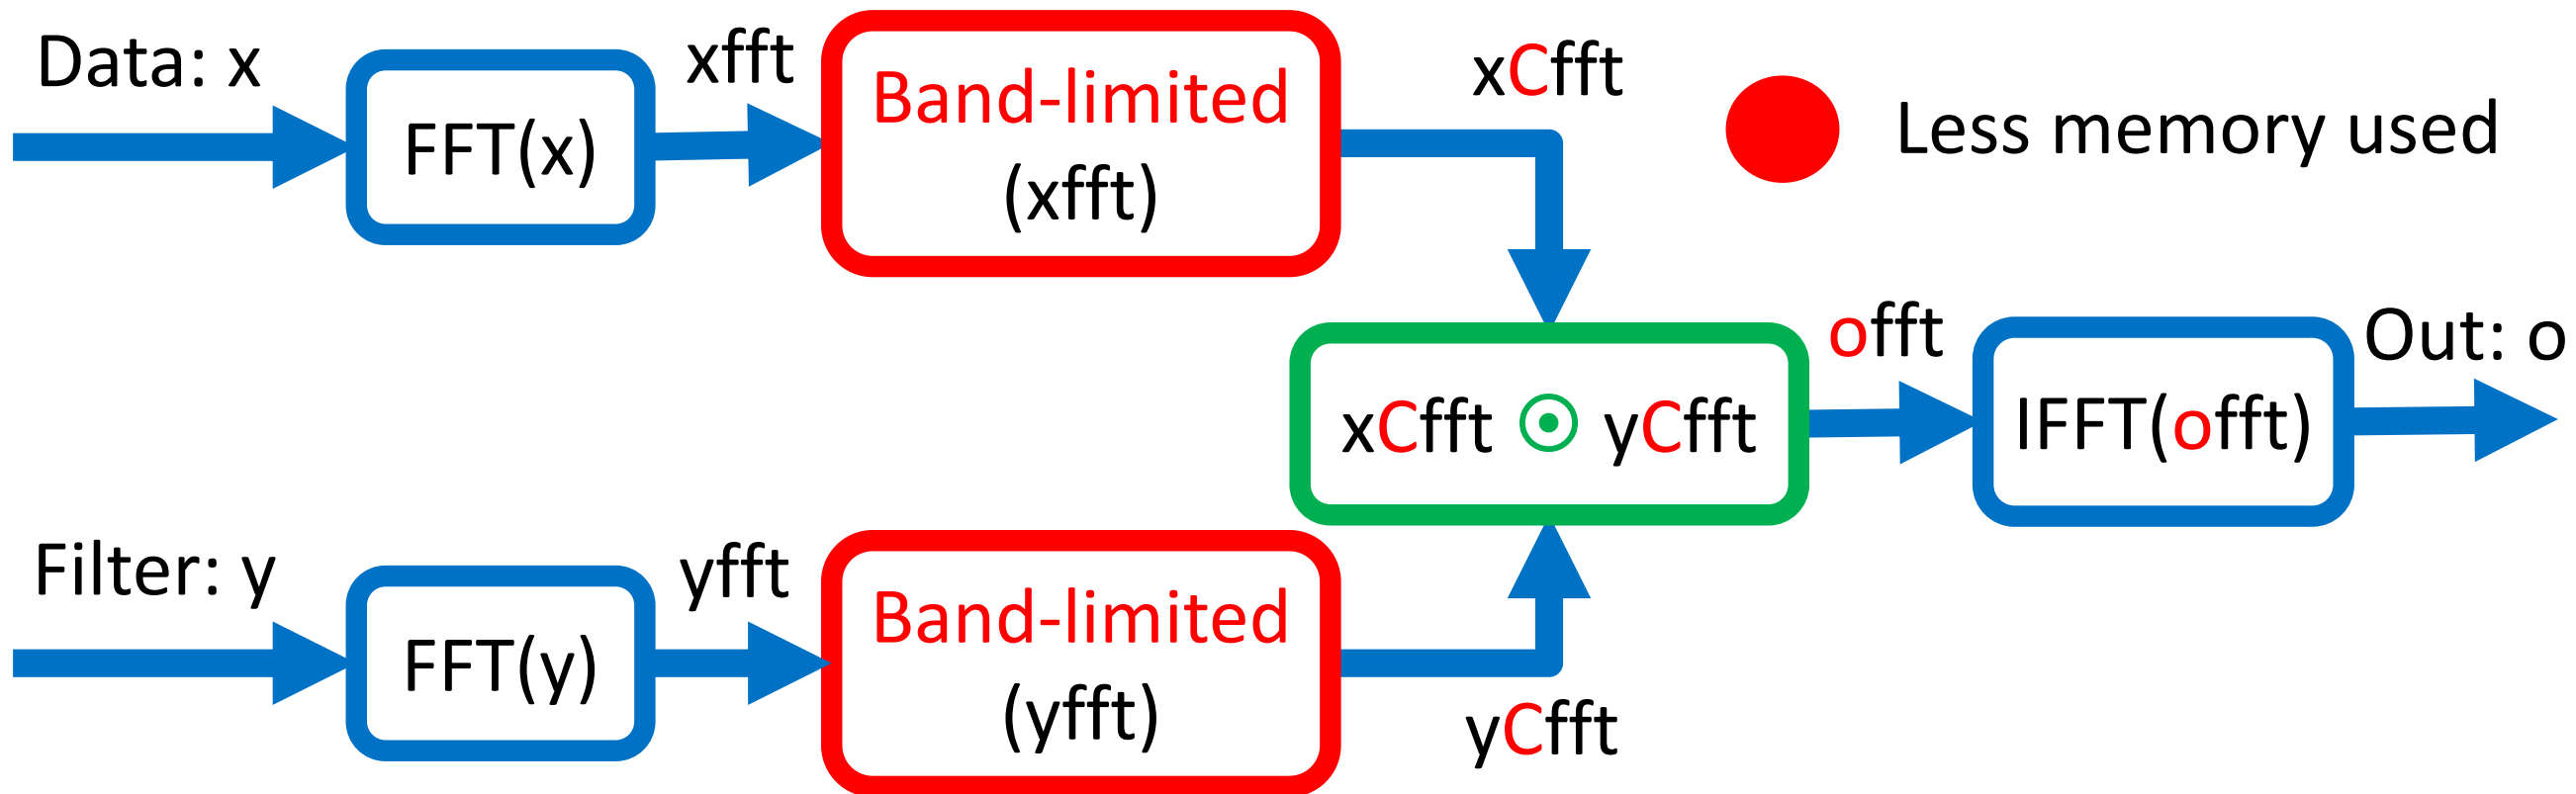 Data: x
FFT(x)
xfft
Band-limited
(xfft)
xCfft
Less memory used
Filter: y
FFT(y)
yfft
Band-limited
(yfft)
yCfft
xCfft ⊙ yCfft
offt
IFFT(offt)
Out: o